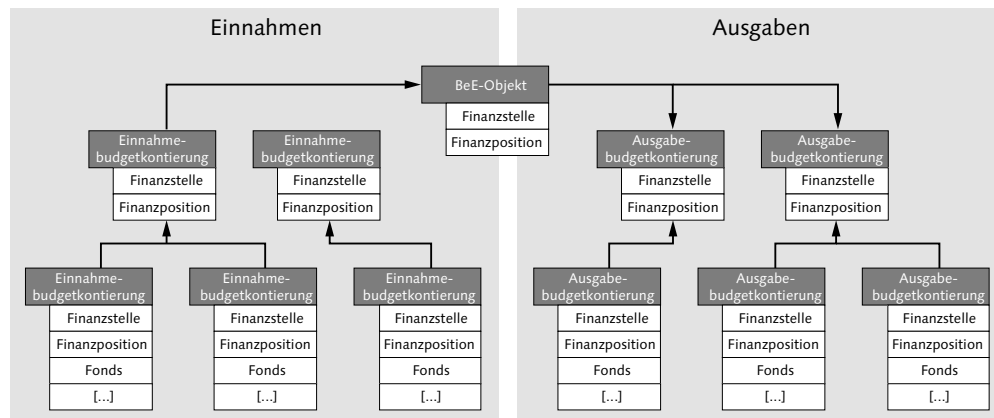 Einnahmen
Ausgaben
BeE-Objekt
Finanzstelle
Finanzposition
Einnahme-
budgetkontierung
Finanzstelle
Finanzposition
Einnahme-
budgetkontierung
Finanzstelle
Finanzposition
Ausgabe-
budgetkontierung
Finanzstelle
Finanzposition
Ausgabe-
budgetkontierung
Finanzstelle
Finanzposition
Einnahme-
budgetkontierung
Finanzstelle
Finanzposition
Fonds
[...]
Einnahme-
budgetkontierung
Finanzstelle
Finanzposition
Fonds
[...]
Einnahme-
budgetkontierung
Finanzstelle
Finanzposition
Fonds
[...]
Ausgabe-
budgetkontierung
Finanzstelle
Finanzposition
Fonds
[...]
Ausgabe-
budgetkontierung
Finanzstelle
Finanzposition
Fonds
[...]
Ausgabe-
budgetkontierung
Finanzstelle
Finanzposition
Fonds
[...]